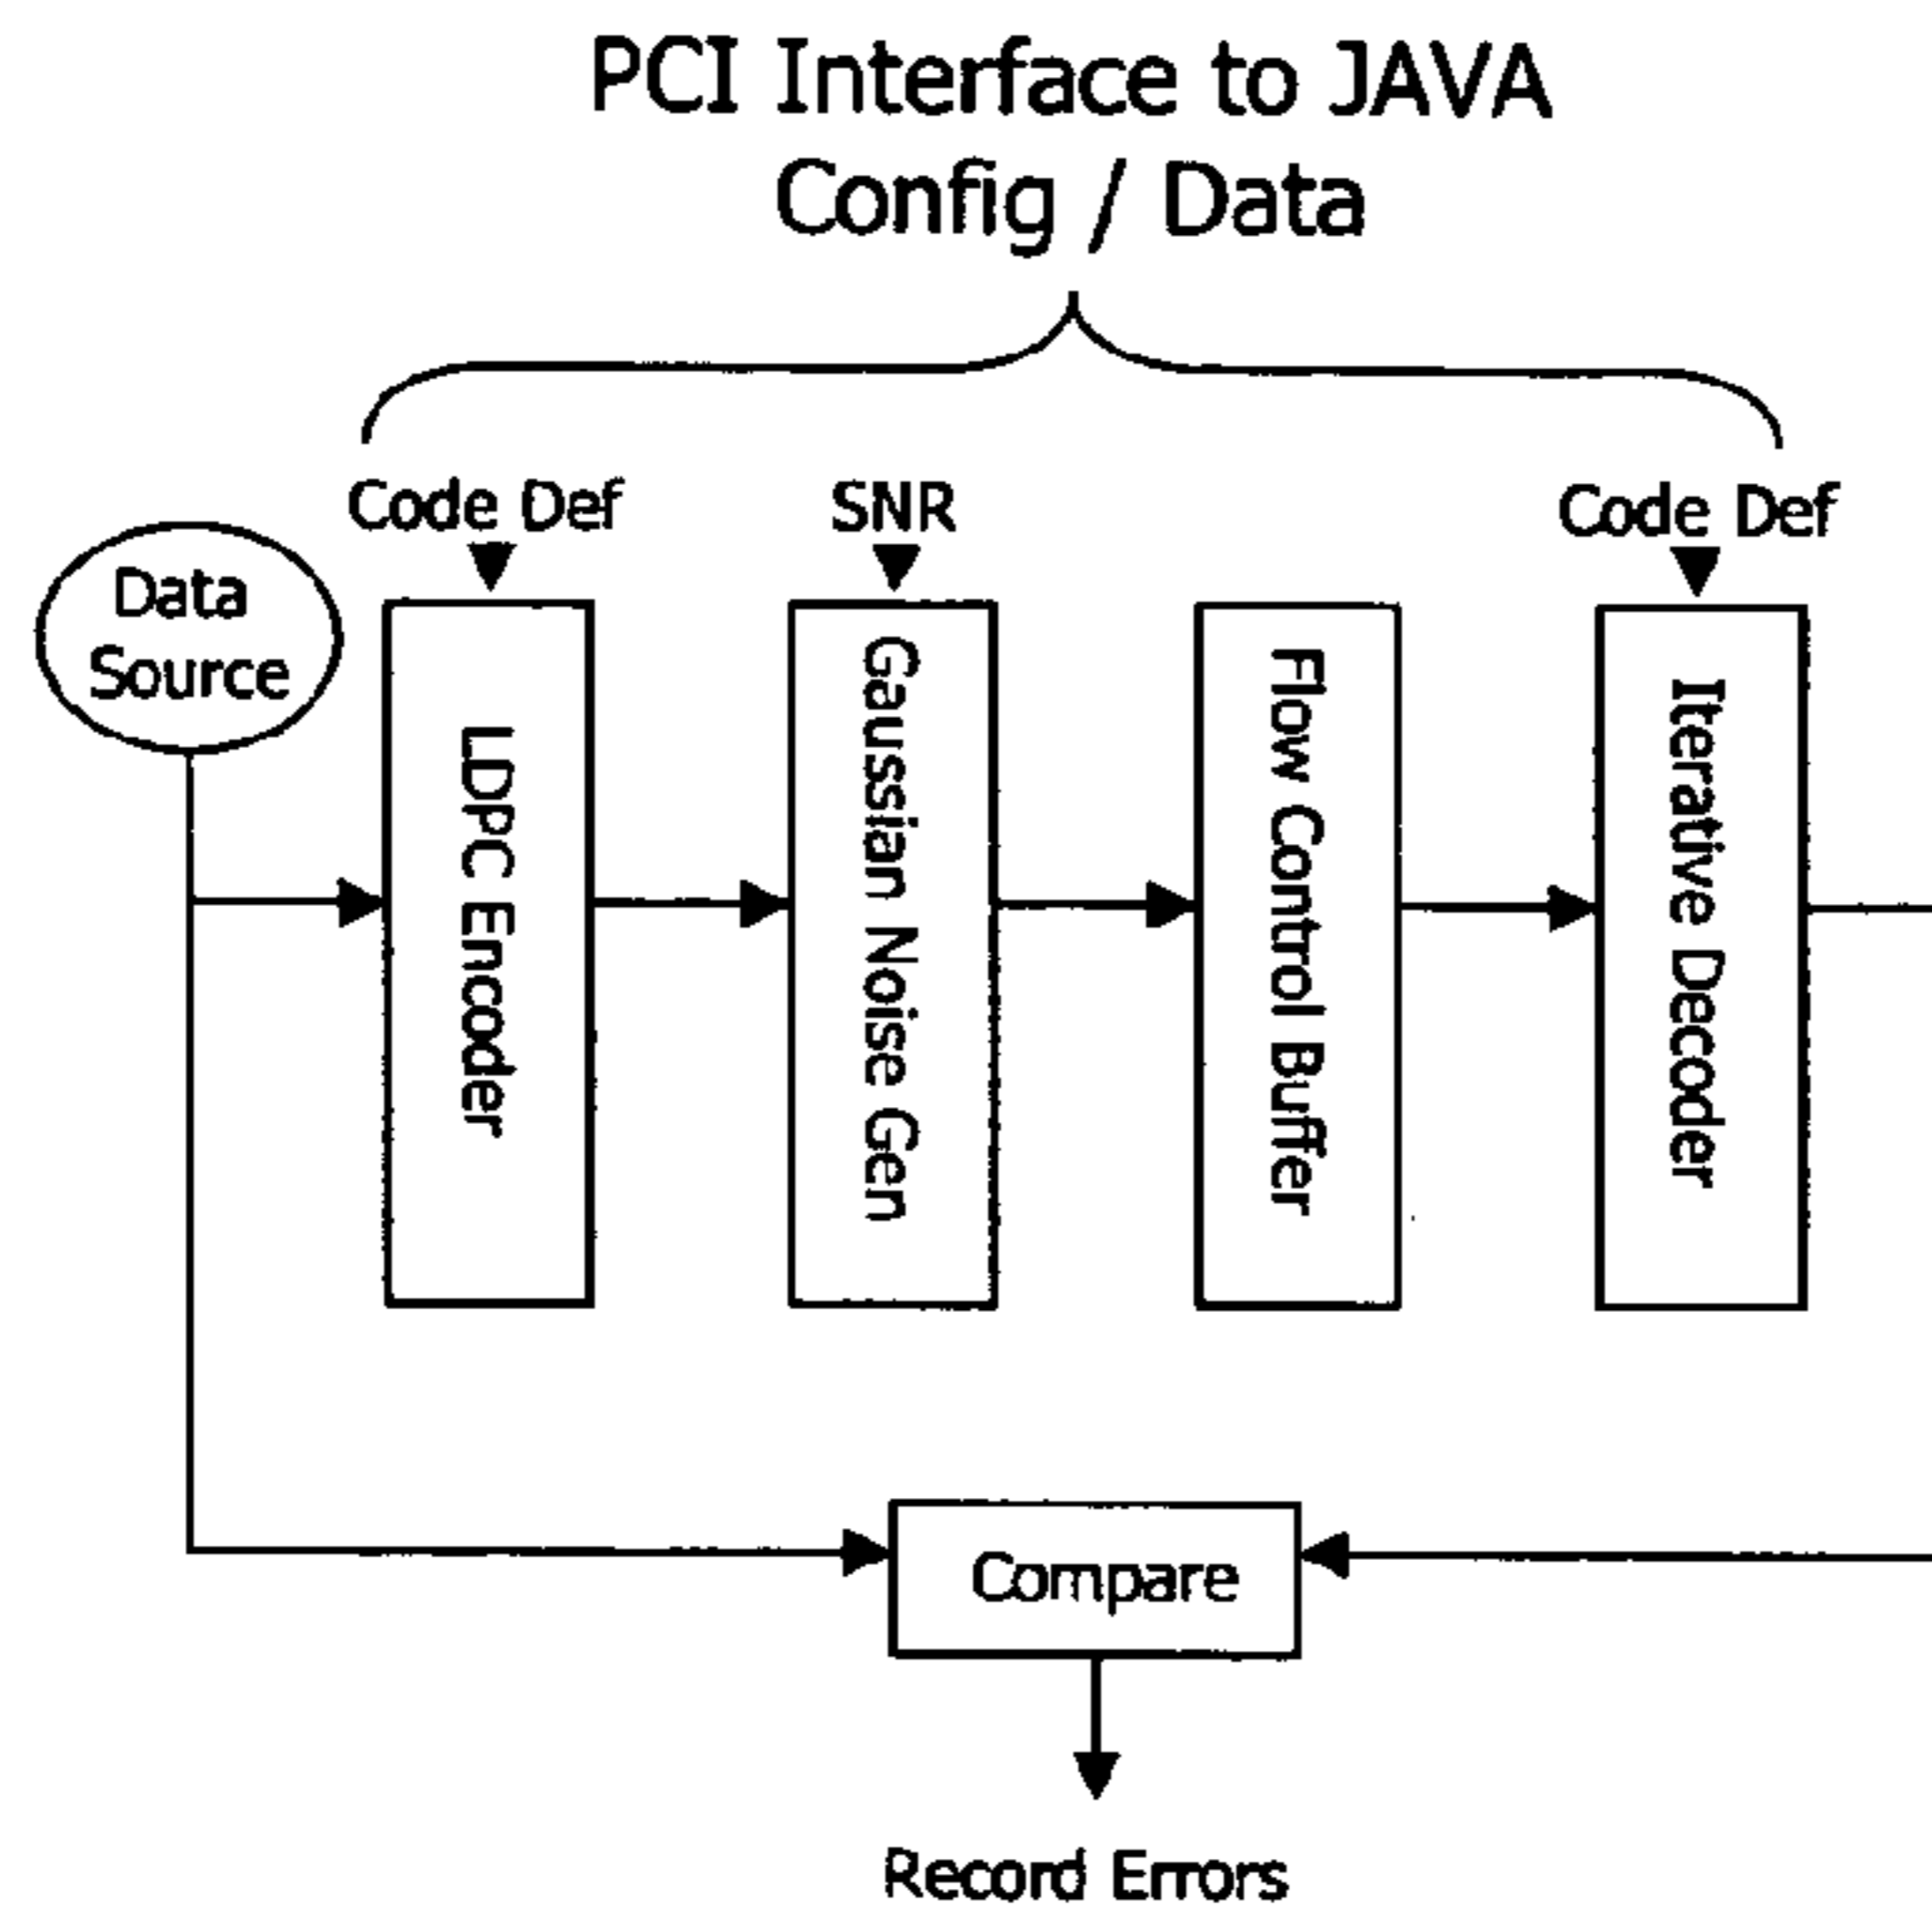 PCI Interface to JAVA
Config / Data
Code Def
SNR
Code Def
Data
Source
LDPC Encoder
Gaussian Noise Gen
Flow Control Buffer
Iterative Decoder
Compare
Record Errors